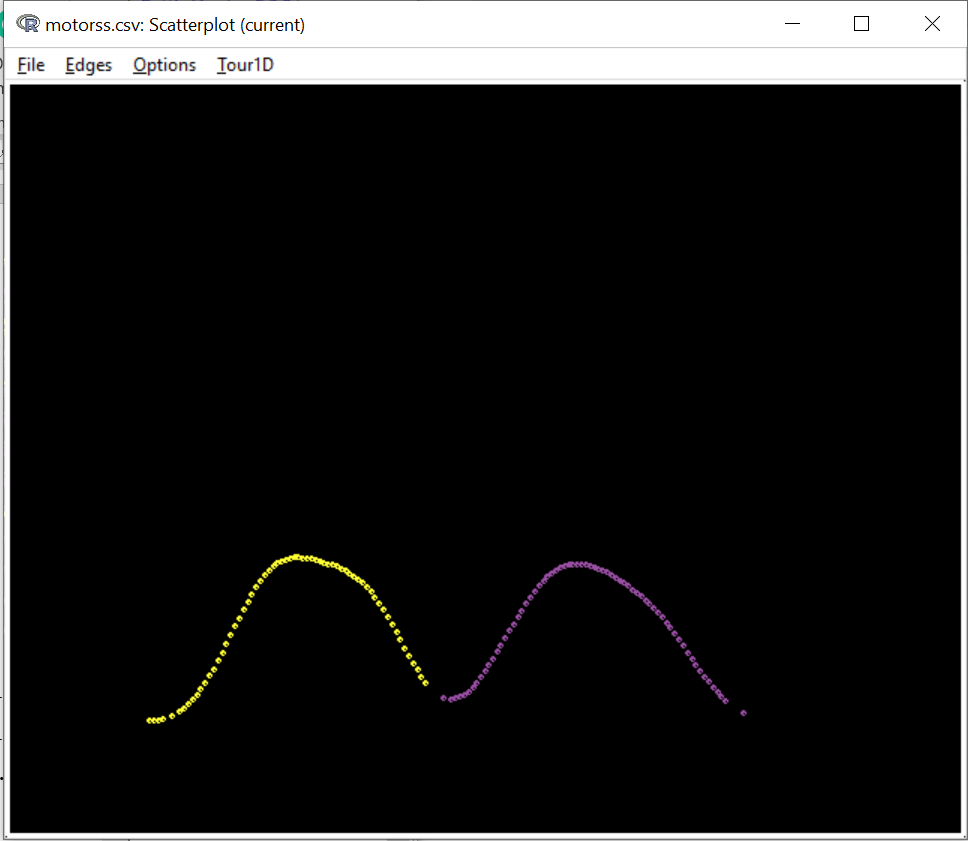 motorss.csv: Scatterplot (current)
File Edges Options Tour1D